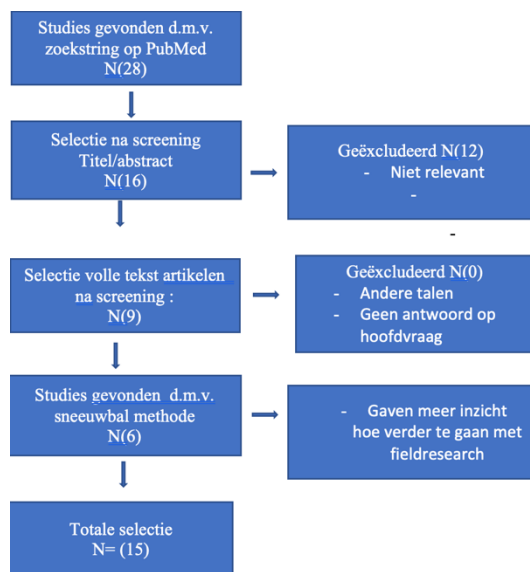 Studies gevonden d.m.v.
zoekstring op PubMed
N(28)
Selectie na screening
Titel/abstract
N(16)
Geëxcludeerd N(12)
- Niet relevant
-
-
Selectie volle tekst artikelen
na screening :
N(9)
Geëxcludeerd N(0)
- Andere talen
- Geen antwoord op
hoofdvraag
Studies gevonden d.m.v.
sneeuwbal methode
N(6)
- Gaven meer inzicht
hoe verder te gaan met
fieldresearch
Totale selectie
N= (15)